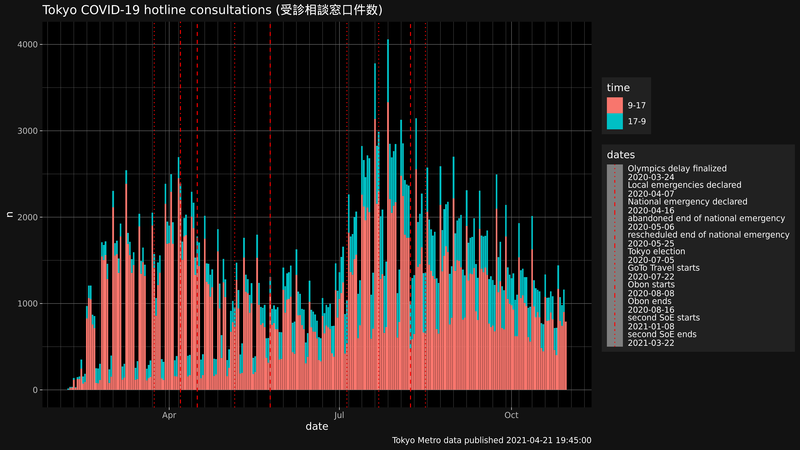 Tokyo COVID-19 hotline consultations (受診相談窓口件数)
4000
3000
2000
1000
0
n
Apr
Jul
Oct
date
time
9-17
17-9
dates
Olympics delay finalized
2020-03-24
Local emergencies declared
2020-04-07
National emergency declared
2020-04-16
abandoned end of national emergency
2020-05-06
rescheduled end of national emergency
2020-05-25
Tokyo election
2020-07-05
GoTo Travel starts
2020-07-22
Obon starts
2020-08-08
Obon ends
2020-08-16
second SoE starts
2021-01-08
second SoE ends
2021-03-22
Tokyo Metro data published 2021-04-21 19:45:00